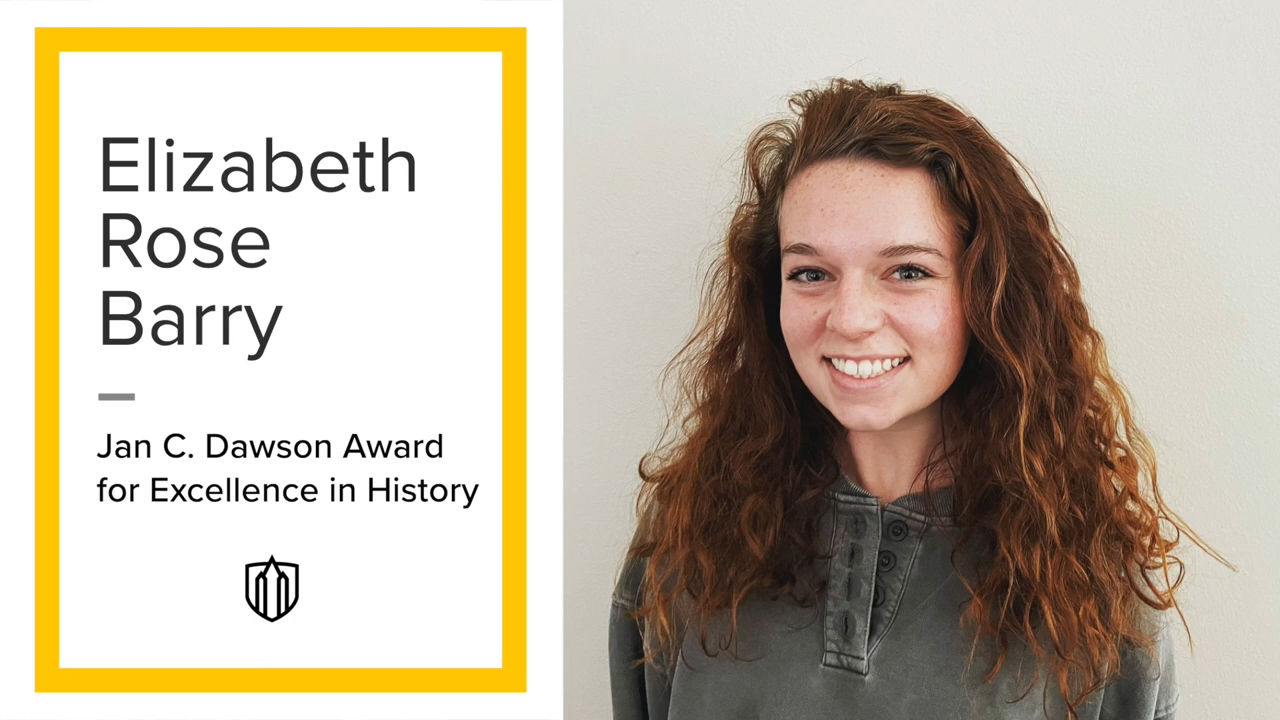 Elizabeth
Rose
Barry
Jan C. Dawson Award
for Excellence in History